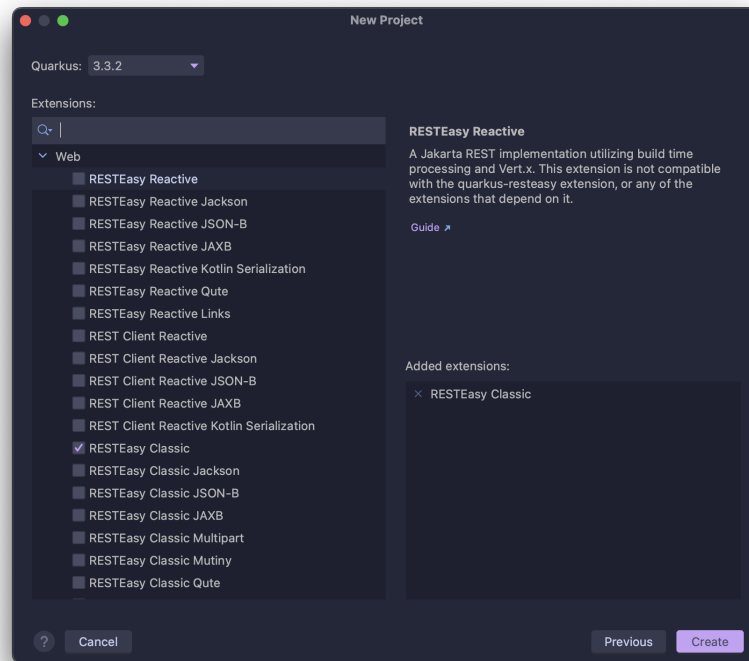 New Project
Quarkus: 3.3.2
Extensions:
Web
RESTEasy Reactive
RESTEasy Reactive Jackson
RESTEasy Reactive JSON-B
RESTEasy Reactive JAXB
RESTEasy Reactive Kotlin Serialization
RESTEasy Reactive Qute
RESTEasy Reactive Links
REST Client Reactive
REST Client Reactive Jackson
REST Client Reactive JSON-B
REST Client Reactive JAXB
REST Client Reactive Kotlin Serialization
RESTEasy Classic
RESTEasy Classic Jackson
RESTEasy Classic JSON-B
RESTEasy Classic JAXB
RESTEasy Classic Multipart
RESTEasy Classic Mutiny
RESTEasy Classic Qute
RESTEasy Reactive
A Jakarta REST implementation utilizing build time
processing and Vert.x. This extension is not compatible
with the quarkus-resteasy extension, or any of the
extensions that depend on it.
Guide ↗
Added extensions:
× RESTEasy Classic
?
Cancel
Previous
Create